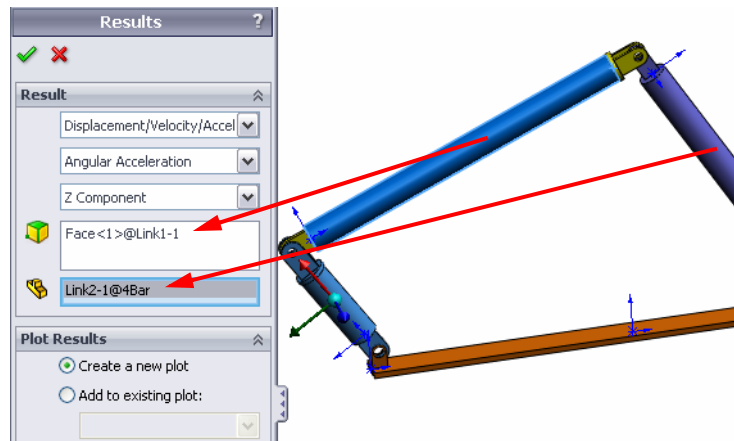 Results ?
Result
Displacement/Velocity/Accel
Angular Acceleration
Z Component
Face<1>@Link1-1
Link2-1@4Bar
Plot Results
Create a new plot
Add to existing plot: